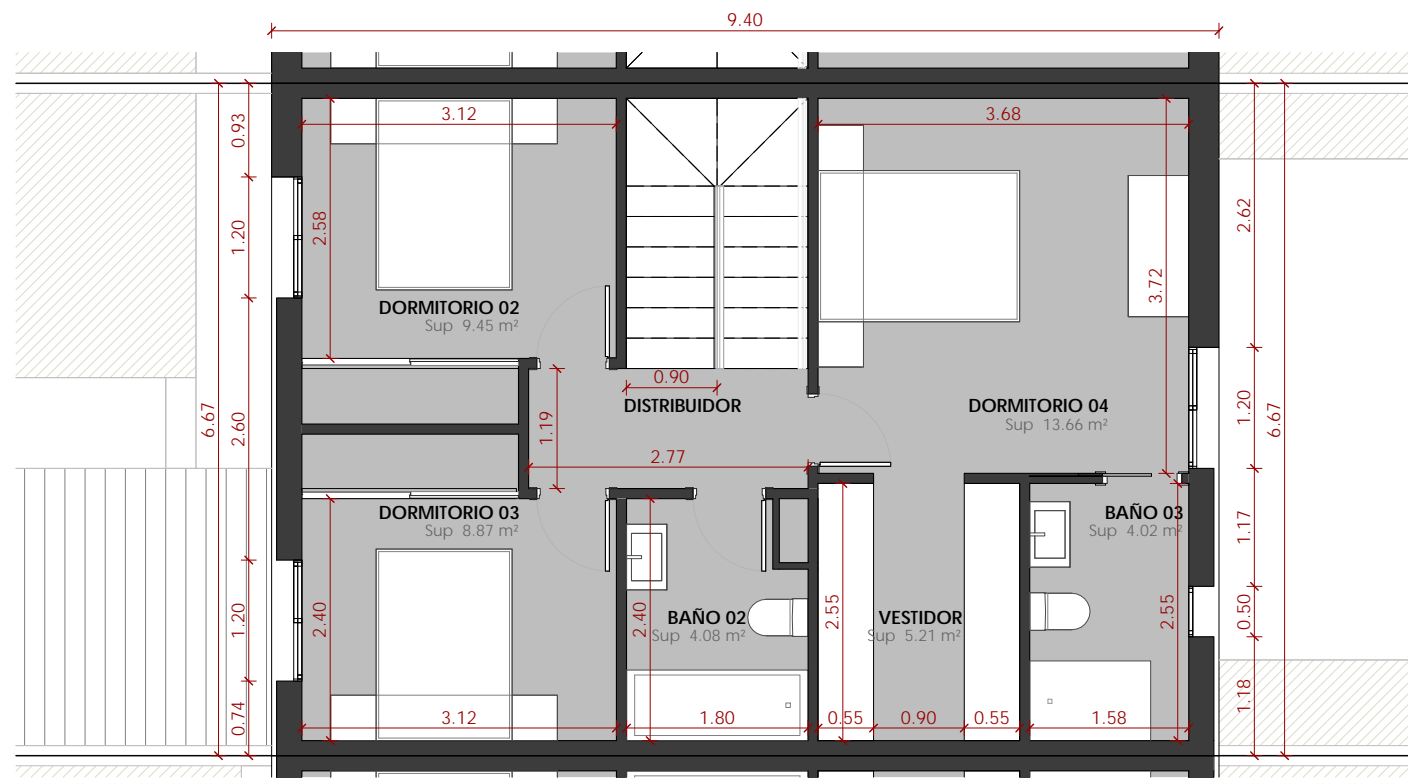 9.40
3.12
3.68
0.93
2.58
1.20
2.62
3.72
DORMITORIO 02
Sup 9.45 m²
0.90
DISTRIBUIDOR
DORMITORIO 04
Sup 13.66 m²
6.67
2.60
1.19
2.77
1.20
6.67
DORMITORIO 03
Sup 8.87 m²
BAÑO 03
Sup 4.02 m²
1.17
1.20
2.40
2.40
BAÑO 02
Sup 4.08 m²
2.55
VESTIDOR
Sup 5.21 m²
2.55
0.50
0.74
3.12
1.80
0.55
0.90
0.55
1.58
1.18